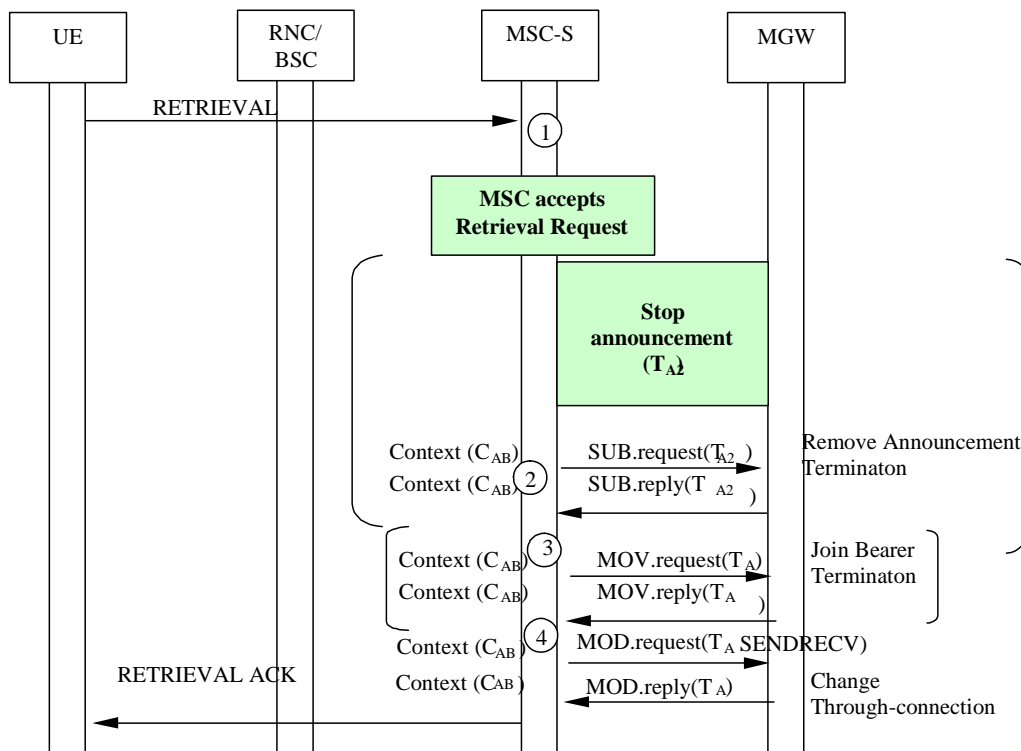 UE
RNC/
BSC
MSC-S
MGW
RETRIEVAL
1
MSC accepts
Retrieval Request
Stop
announcement
(TA2)
Context (CAB)
SUB.request(TA2)
Remove Announcement
Terminaton
2
Context (CAB)
SUB.reply(TA2)
3
Context (CAB)
MOV.request(TA)
Join Bearer
Terminaton
Context (CAB)
MOV.reply(TA)
4
Context (CAB)
MOD.request(TA SENDRECV)
RETRIEVAL ACK
Context (CAB)
MOD.reply(TA)
Change
Through-connection